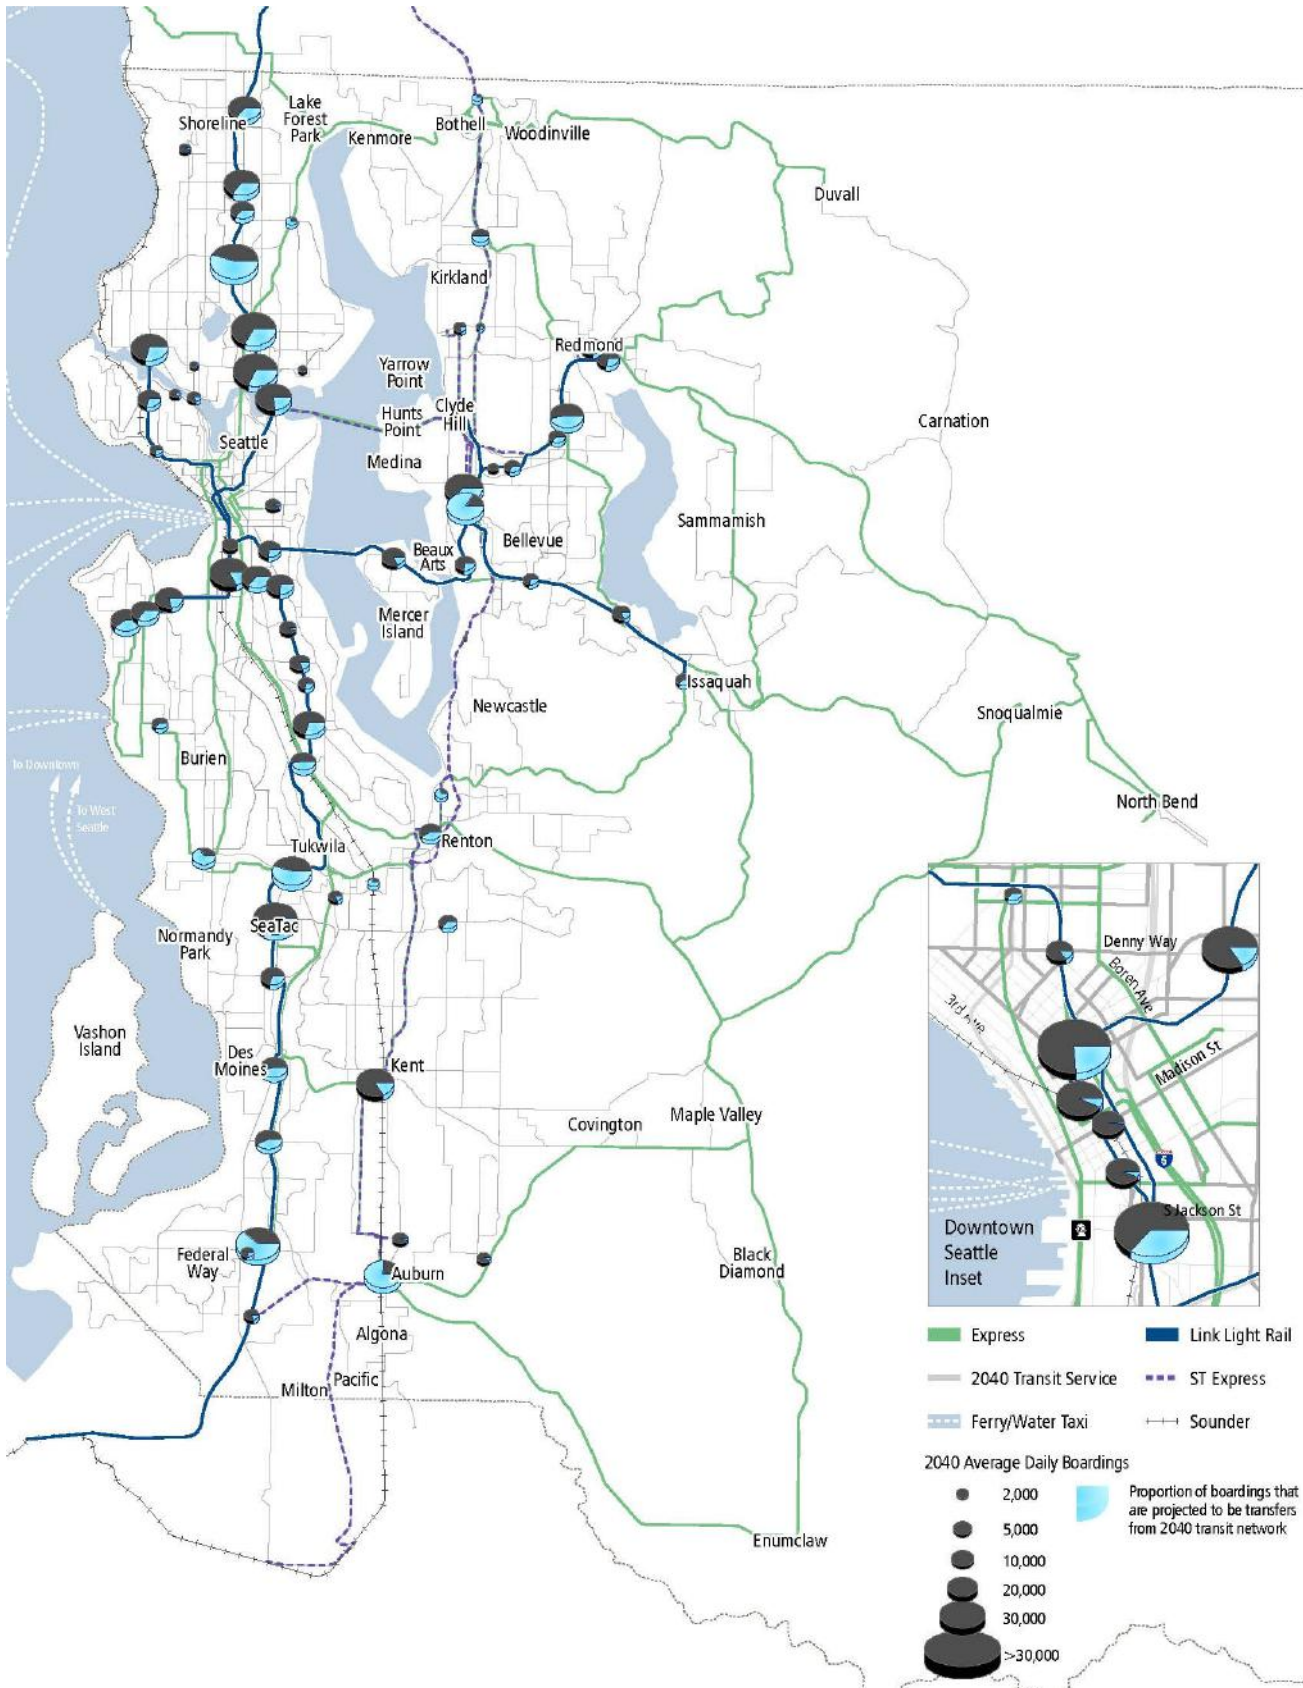 Lake
Forest
Park
Shoreline
Kenmore
Bothell
Woodinville
Duvall
Kirkland
Redmond
Yarrow
Point
Hunts
Point
Clyde
Hill
Carnation
Seattle
Medina
Sammamish
Bellevue
Beaux
Arts
Mercer
Island
Issaquah
Newcastle
Snoqualmie
Burien
To Downtown
To West
Seattle
North Bend
Tukwila
Renton
SeaTac
Normandy
Park
Vashon
Island
Des
Moines
Kent
Covington
Maple Valley
Federal
Way
Auburn
Black
Diamond
Algona
Pacific
Milton
Enumclaw
Denny Way
Boren Ave
3rd Ave
Madison St
5
S Jackson St
Downtown
Seattle
Inset
Express
Link Light Rail
2040 Transit Service
ST Express
Ferry/Water Taxi
Sounder
2040 Average Daily Boardings
2,000
5,000
10,000
20,000
30,000
>30,000
Proportion of boardings that
are projected to be transfers
from 2040 transit network